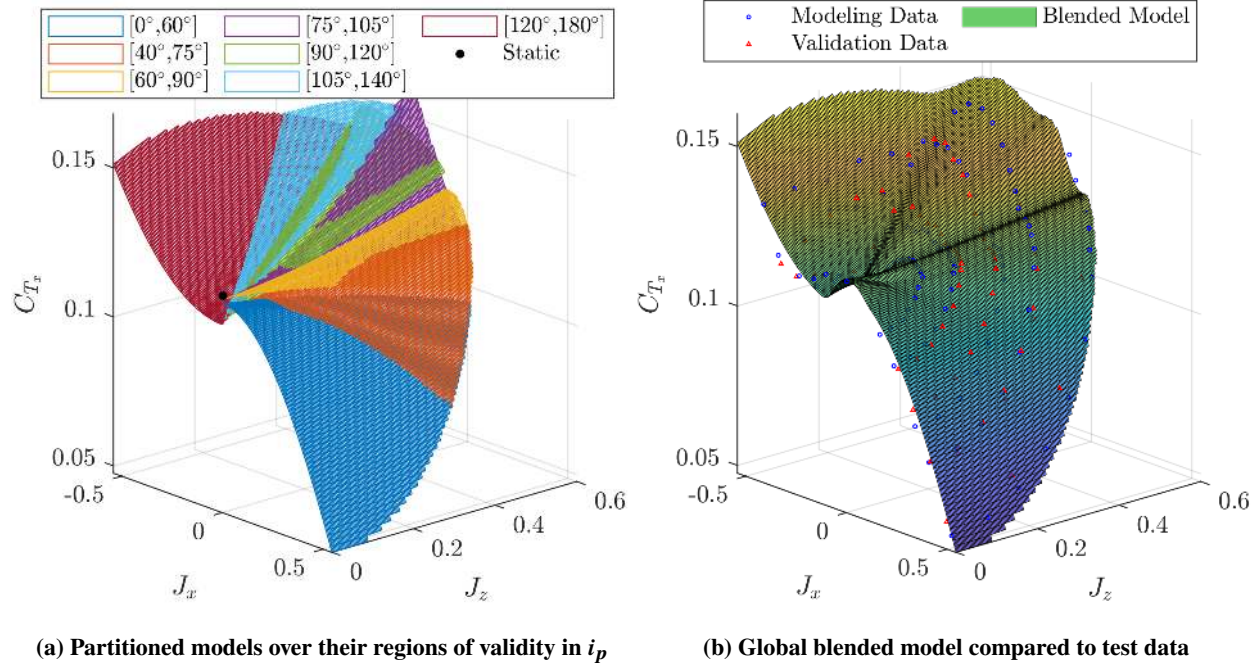 [0°,60°]
[75°,105°]
[120°,180°]
[40°,75°]
[90°,120°]
Static
[60°,90°]
[105°,140°]
0.15
0.1
0.05
C_{T_x}
-0.5
0
0.5
J_x
0
0.2
0.4
0.6
J_z
(a) Partitioned models over their regions of validity in i_p
Modeling Data
Blended Model
Validation Data
0.15
0.1
0.05
C_{T_x}
-0.5
0
0.5
J_x
0
0.2
0.4
0.6
J_z
(b) Global blended model compared to test data